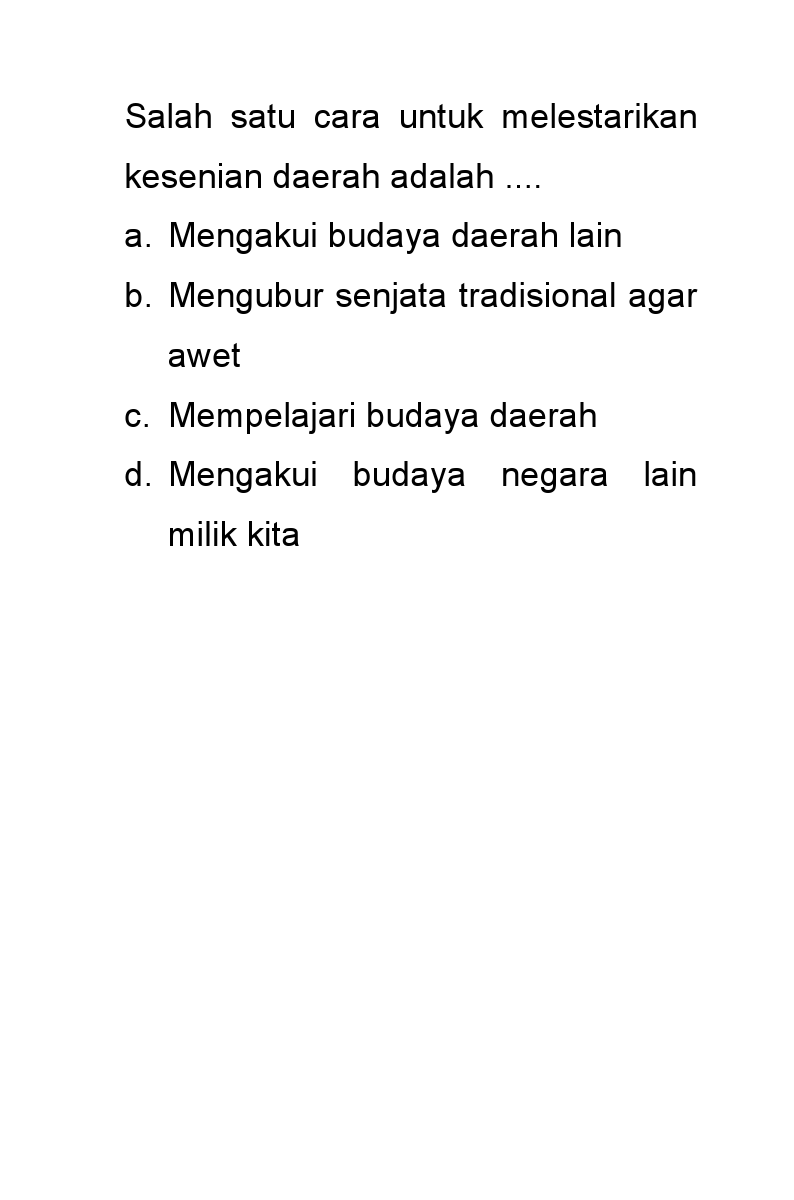 Salah satu cara untuk melestarikan
kesenian daerah adalah ....
a. Mengakui budaya daerah lain
b. Mengubur senjata tradisional agar
awet
c. Mempelajari budaya daerah
d. Mengakui budaya negara lain
milik kita